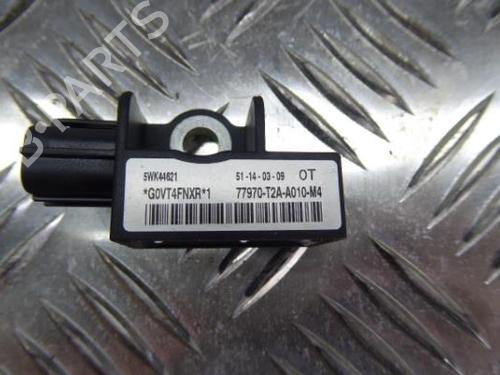 B-PARTS
5WK44621 51-14-03-09 OT
*G0VT4FNXR*1 77970-T2A-A010-M4